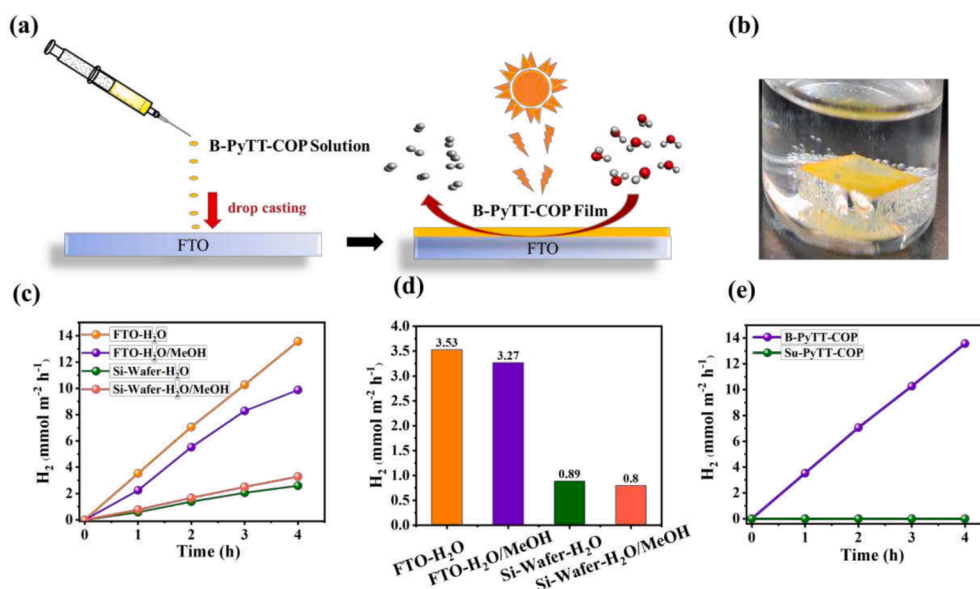 (a)
B-PyTT-COP Solution
drop casting
FTO
B-PyTT-COP Film
FTO
(b)
(c)
H₂ (mmol m⁻² h⁻¹)
14
12
10
8
6
4
2
0
FTO-H₂O
FTO-H₂O/MeOH
Si-Wafer-H₂O
Si-Wafer-H₂O/MeOH
0 1 2 3 4
Time (h)
(d)
H₂ (mmol m⁻² h⁻¹)
4.0
3.5
3.0
2.5
2.0
1.5
1.0
0.5
0.0
3.53
3.27
0.89
0.8
FTO-H₂O
FTO-H₂O/MeOH
Si-Wafer-H₂O
Si-Wafer-H₂O/MeOH
(e)
H₂ (mmol m⁻² h⁻¹)
14
12
10
8
6
4
2
0
B-PyTT-COP
Su-PyTT-COP
0 1 2 3 4
Time (h)